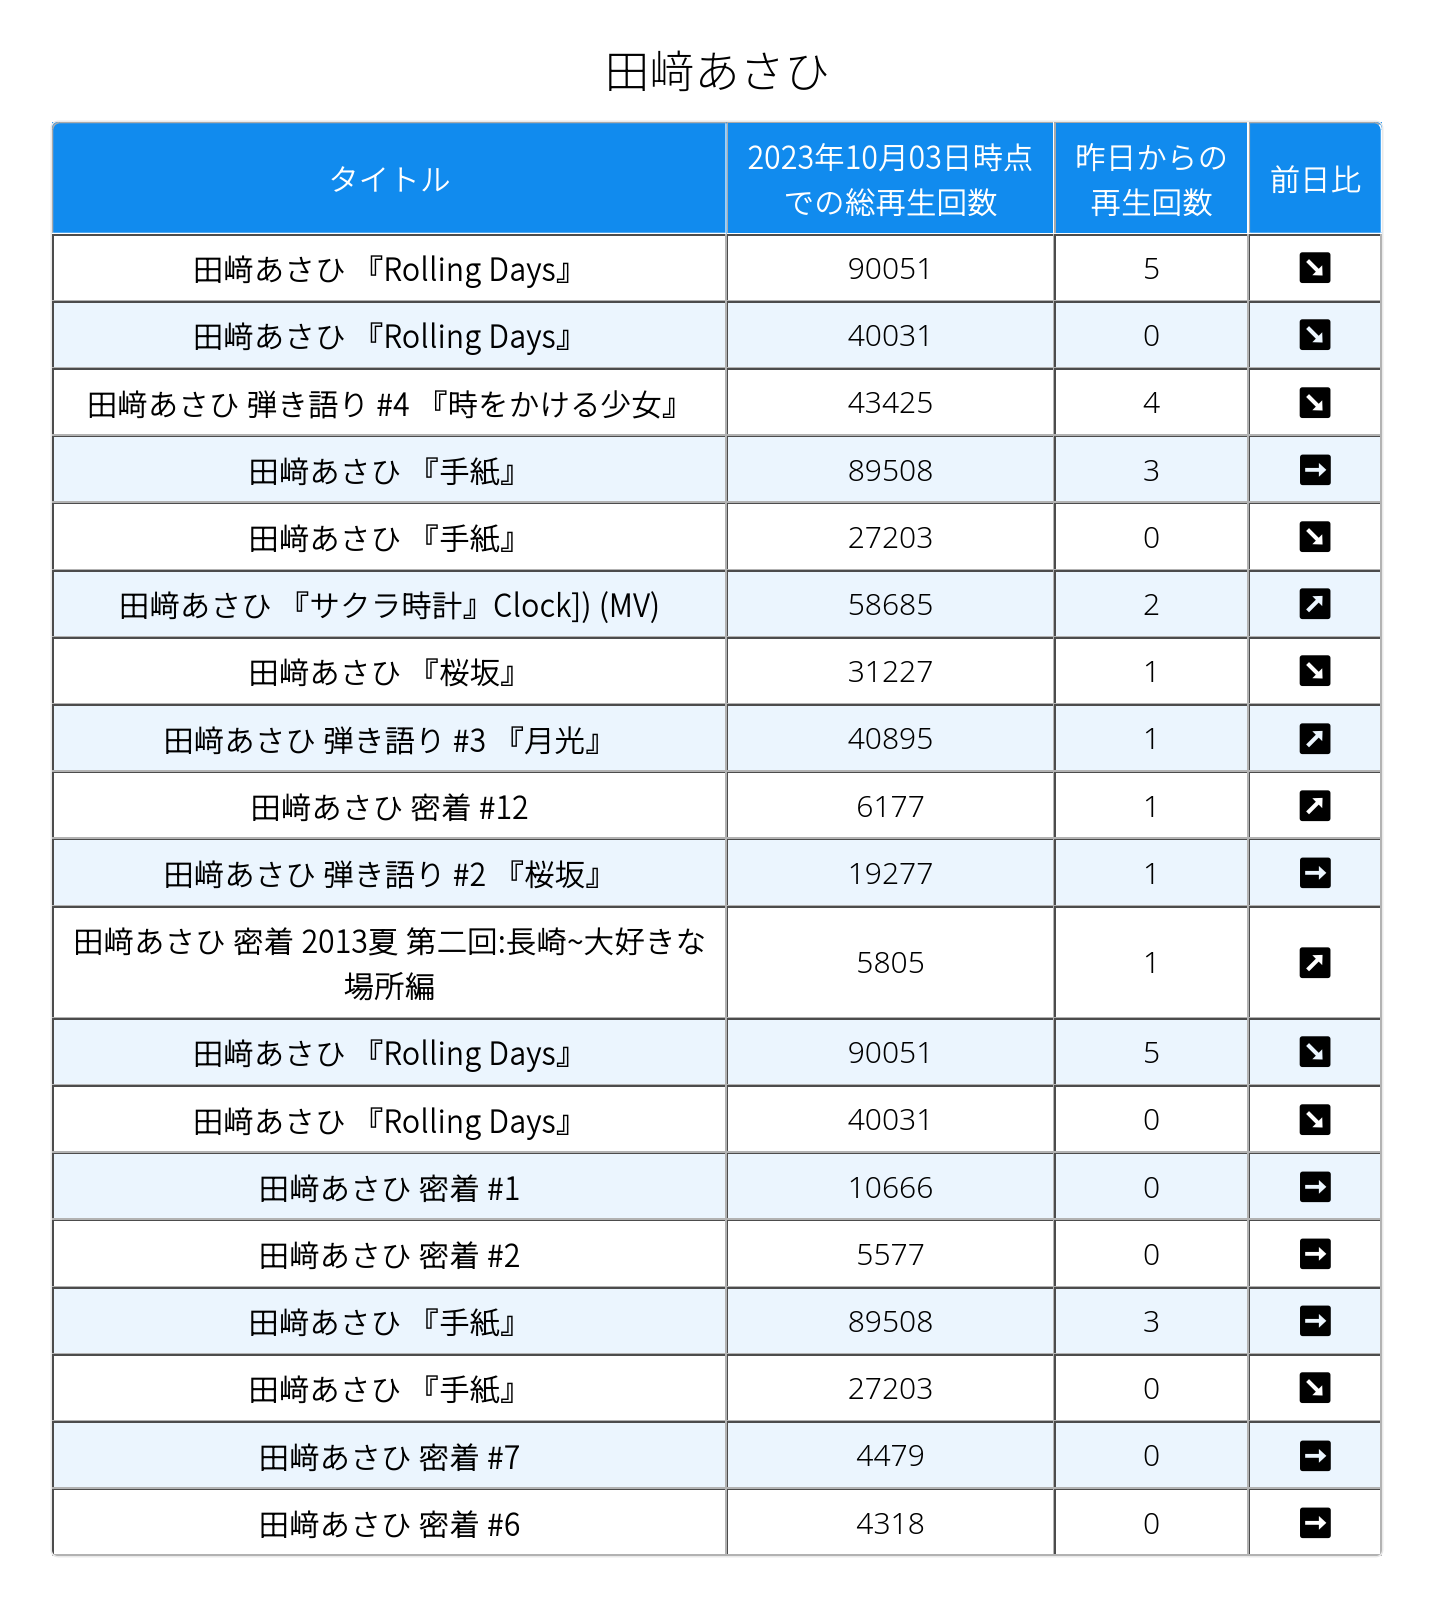 田﨑あさひ
タイトル
2023年10月03日時点
での総再生回数
昨日からの
再生回数
前日比
田﨑あさひ 『Rolling Days』 90051 5 ↘
田﨑あさひ 『Rolling Days』 40031 0 ↘
田﨑あさひ 弾き語り #4 『時をかける少女』 43425 4 ↘
田﨑あさひ 『手紙』 89508 3 →
田﨑あさひ 『手紙』 27203 0 ↘
田﨑あさひ 『サクラ時計』Clock]) (MV) 58685 2 ↗
田﨑あさひ 『桜坂』 31227 1 ↘
田﨑あさひ 弾き語り #3 『月光』 40895 1 ↗
田﨑あさひ 密着 #12 6177 1 ↗
田﨑あさひ 弾き語り #2 『桜坂』 19277 1 →
田﨑あさひ 密着 2013夏 第二回:長崎~大好きな
場所編 5805 1 ↗
田﨑あさひ 『Rolling Days』 90051 5 ↘
田﨑あさひ 『Rolling Days』 40031 0 ↘
田﨑あさひ 密着 #1 10666 0 →
田﨑あさひ 密着 #2 5577 0 →
田﨑あさひ 『手紙』 89508 3 →
田﨑あさひ 『手紙』 27203 0 ↘
田﨑あさひ 密着 #7 4479 0 →
田﨑あさひ 密着 #6 4318 0 →